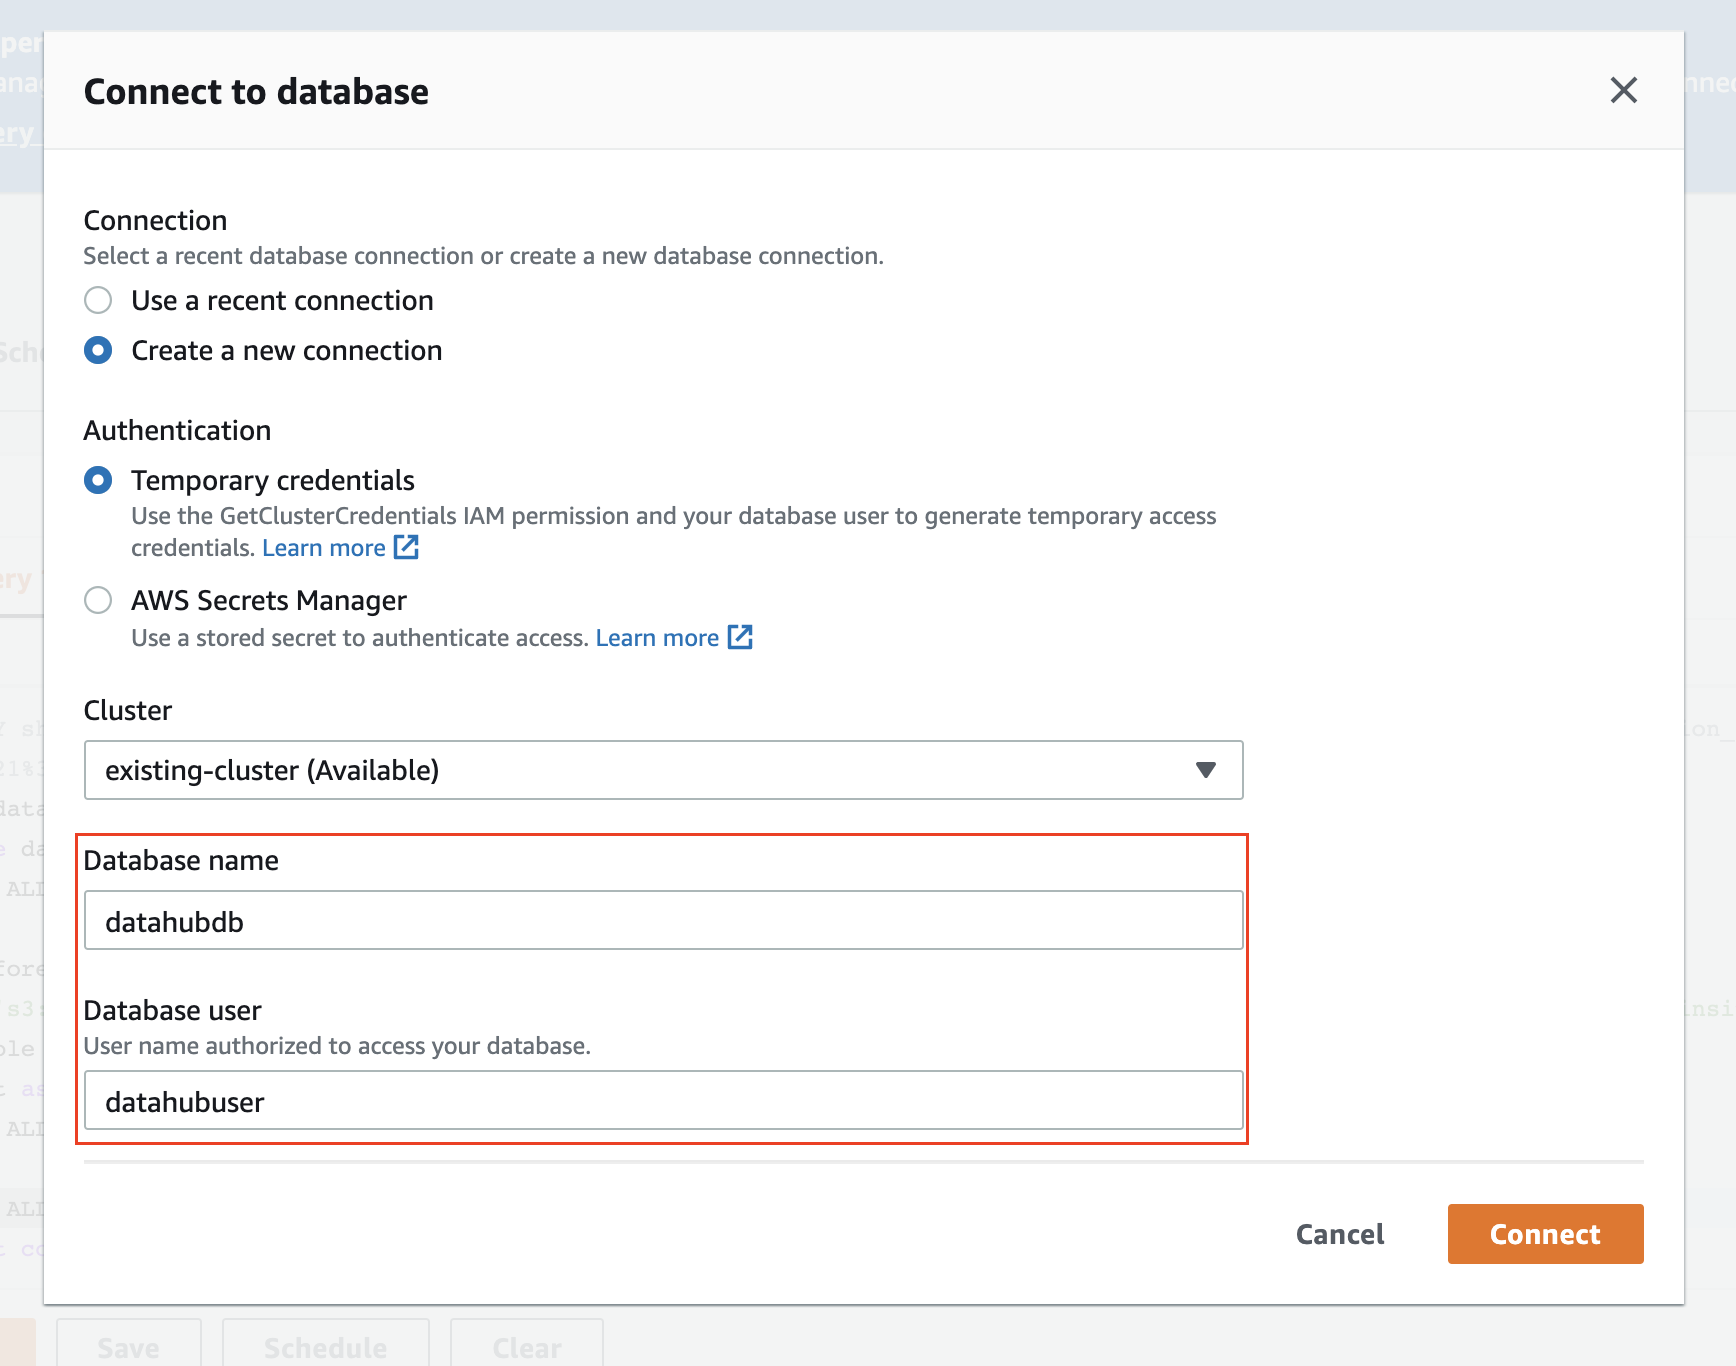 Connect to database
Connection
Select a recent database connection or create a new database connection.
Use a recent connection
Create a new connection
Authentication
Temporary credentials
Use the GetClusterCredentials IAM permission and your database user to generate temporary access
credentials. Learn more
AWS Secrets Manager
Use a stored secret to authenticate access. Learn more
Cluster
existing-cluster (Available)
Database name
datahubdb
Database user
User name authorized to access your database.
datahubuser
Cancel
Connect
Save
Schedule
Clear